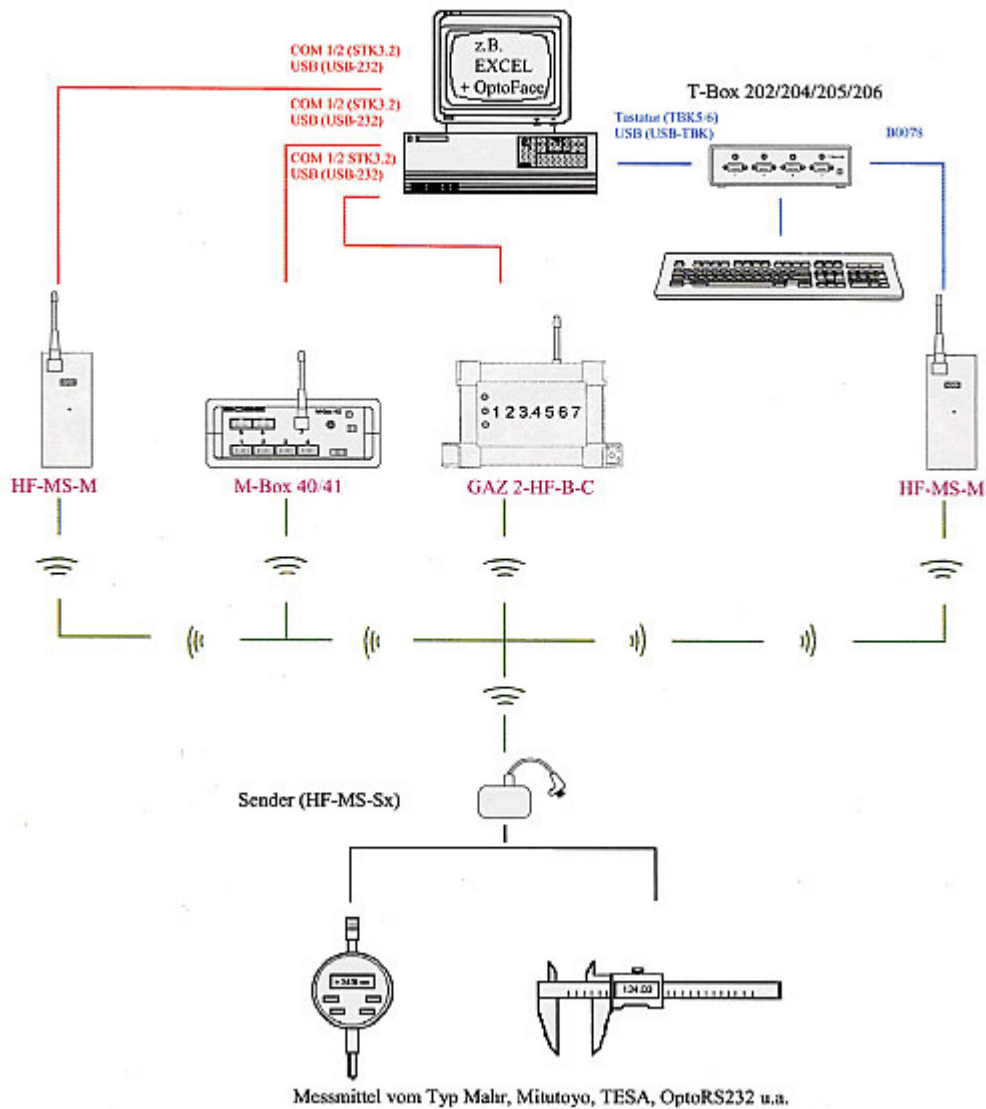 COM 1/2 (STK3.2)
USB (USB-232)
COM 1/2 (STK3.2)
USB (USB-232)
COM 1/2 STK3.2)
USB (USB-232)
z.B.
EXCEL
+ OptoFace
T-Box 202/204/205/206
Tastatur (TBK5-6)
USB (USB-TBK)
B0078
HF-MS-M
M-Box 40/41
1234567
GAZ 2-HF-B-C
HF-MS-M
Sender (HF-MS-Sx)
124.03
Messmittel vom Typ Mahr, Mitutoyo, TESA, OptoRS232 u.a.